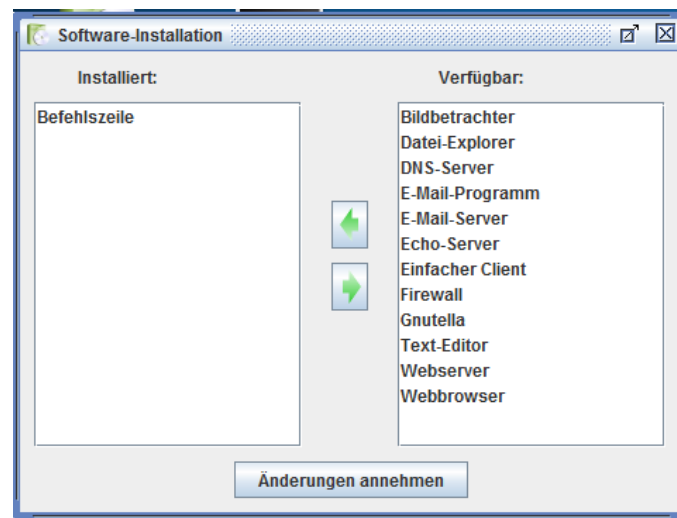 Software-Installation
Installiert:
Verfügbar:
Befehlszeile
Bildbetrachter
Datei-Explorer
DNS-Server
E-Mail-Programm
E-Mail-Server
Echo-Server
Einfacher Client
Firewall
Gnutella
Text-Editor
Webserver
Webbrowser
Änderungen annehmen